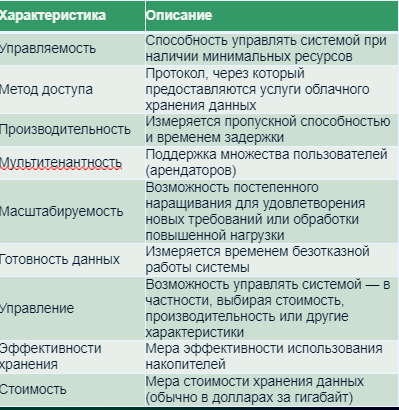 Характеристика Описание
Управляемость
Способность управлять системой при
наличии минимальных ресурсов
Метод доступа
Протокол, через который
предоставляются услуги облачного
хранения данных
Производительность
Измеряется пропускной способностью
и временем задержки
Мультитенантность
Поддержка множества пользователей
(арендаторов)
Масштабируемость
Возможность постепенного
наращивания для удовлетворения
новых требований или обработки
повышенной нагрузки
Готовность данных
Измеряется временем безотказной
работы системы
Управление
Возможность управлять системой — в
частности, выбирая стоимость,
производительность или другие
характеристики
Эффективности
хранения
Мера эффективности использования
накопителей
Стоимость
Мера стоимости хранения данных
(обычно в долларах за гигабайт)